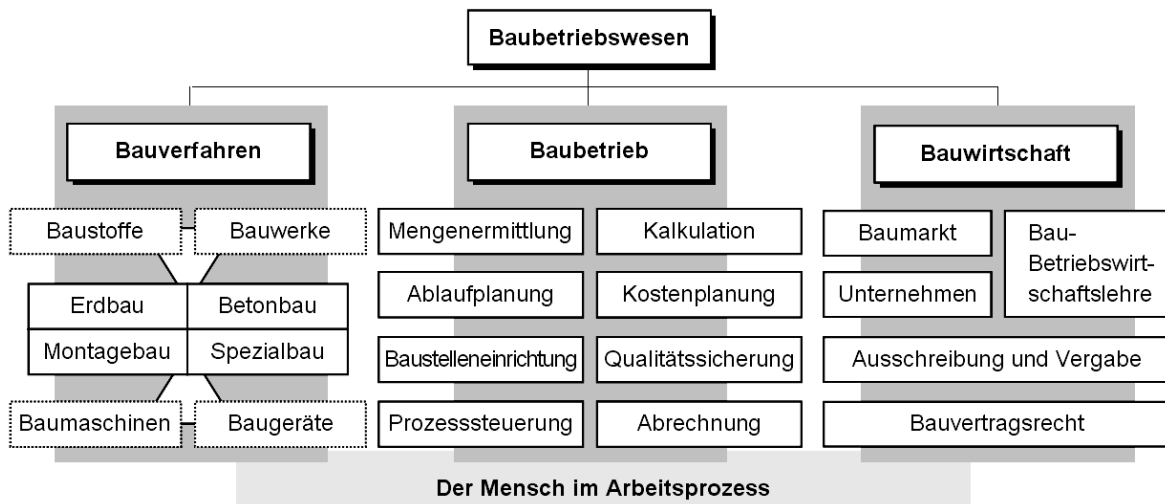 Baubetriebswesen
Bauverfahren
Baubetrieb
Bauwirtschaft
Baustoffe
Bauwerke
Erdbau
Betonbau
Montagebau
Spezialbau
Baumaschinen
Baugeräte
Mengenermittlung
Kalkulation
Ablaufplanung
Kostenplanung
Baustelleneinrichtung
Qualitätssicherung
Prozesssteuerung
Abrechnung
Baumarkt
Unternehmen
Bau-
Betriebswirt-
schaftslehre
Ausschreibung und Vergabe
Bauvertragsrecht
Der Mensch im Arbeitsprozess